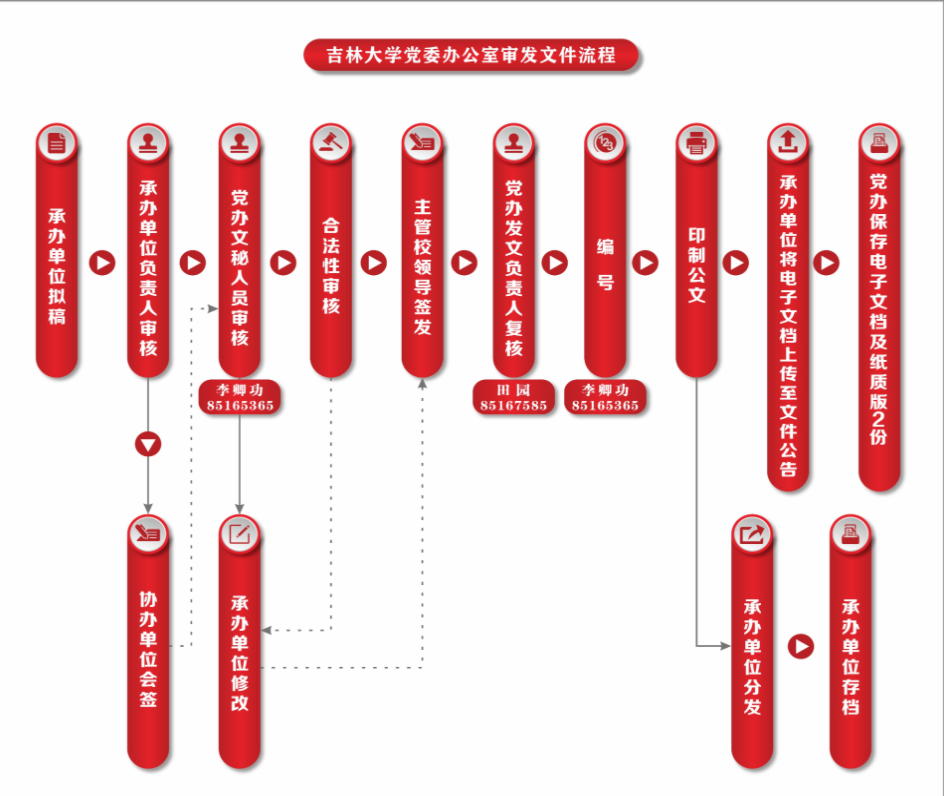 吉林大学党委办公室审发文件流程
承办单位拟稿
承办单位负责人审核
党办文秘人员审核
李卿功
85165365
合法性审核
主管校领导签发
党办发文负责人复核
田园
85167585
123
编号
李卿功
85165365
印制公文
承办单位将电子文档上传至文件公告
党办保存电子文档及纸质版2份
协办单位会签
承办单位修改
承办单位分发
承办单位存档